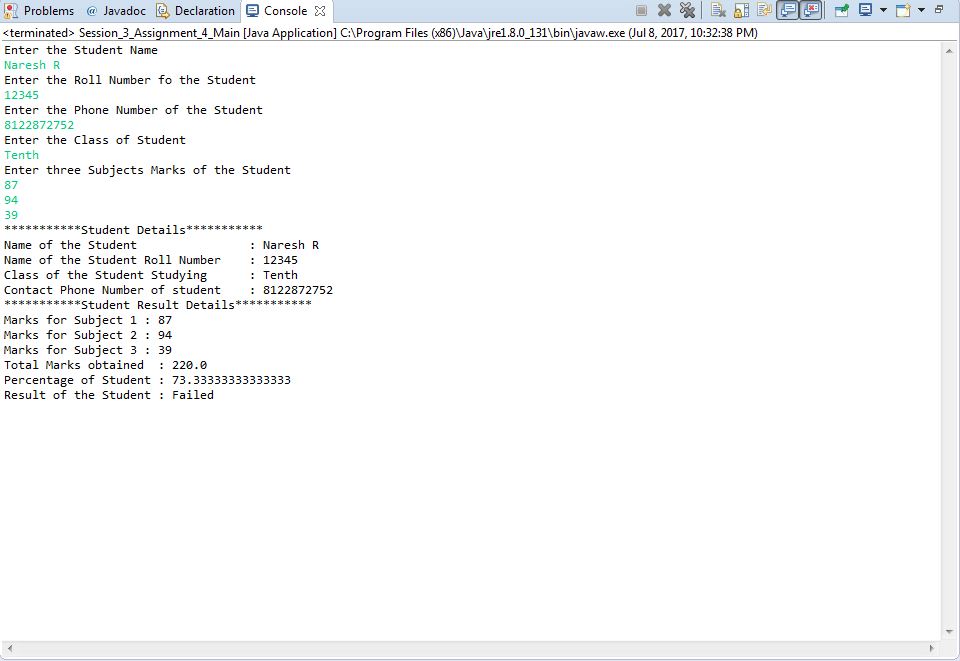 Problems @ Javadoc Declaration Console
<terminated> Session_3_Assignment_4_Main [Java Application] C:\Program Files (x86)\Java\jre1.8.0_131\bin\javaw.exe (Jul 8, 2017, 10:32:38 PM)
Enter the Student Name
Naresh R
Enter the Roll Number fo the Student
12345
Enter the Phone Number of the Student
8122872752
Enter the Class of Student
Tenth
Enter three Subjects Marks of the Student
87
94
39
***********Student Details***********
Name of the Student                : Naresh R
Name of the Student Roll Number    : 12345
Class of the Student Studying      : Tenth
Contact Phone Number of student    : 8122872752
***********Student Result Details***********
Marks for Subject 1 : 87
Marks for Subject 2 : 94
Marks for Subject 3 : 39
Total Marks obtained  : 220.0
Percentage of Student : 73.33333333333333
Result of the Student : Failed